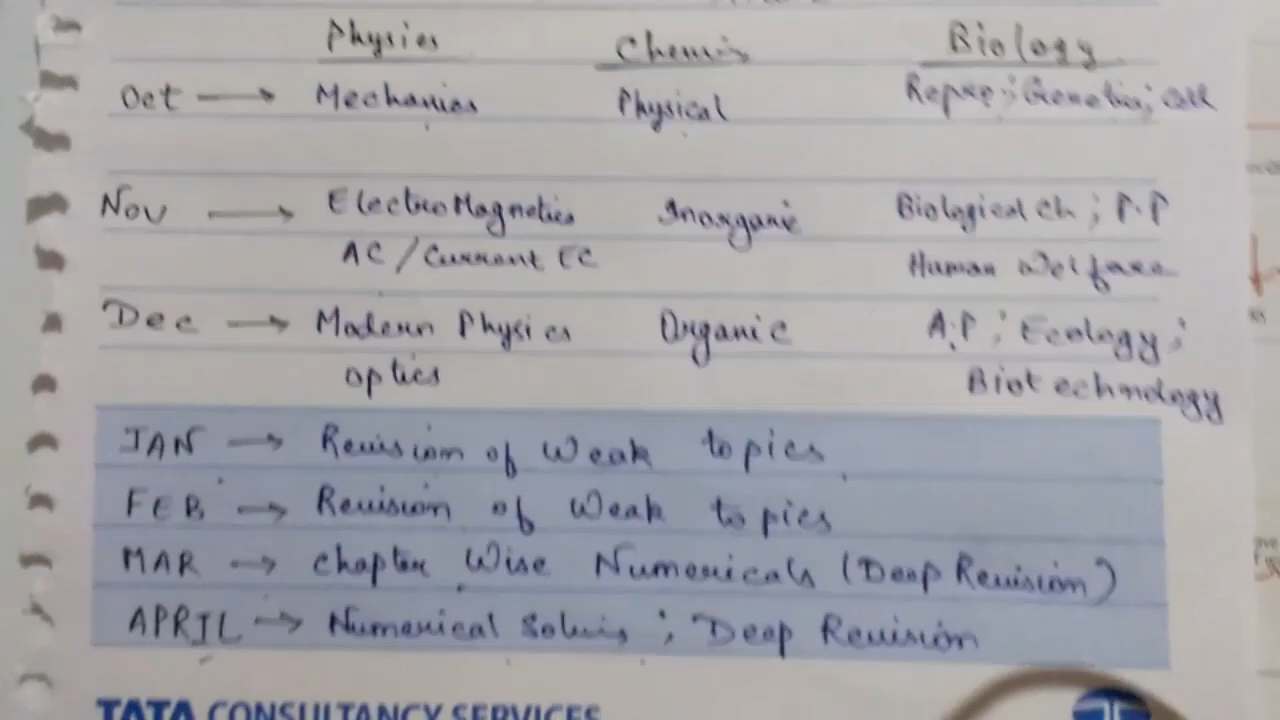 Physics Chemis Biology
Oct → Mechanics Physical Repro; Genetics; cell
Nov → ElectroMagnetics Inorganic Biological Ch; P.P
AC / Current EC Human Welfare
Dec → Modern Physics Organic A.P; Ecology;
optics Biotechnology
JAN → Revision of Weak topics
FEB → Revision of Weak topics
MAR → chapter Wise Numericals (Deep Revision)
APRIL → Numerical Solvis; Deep Revision
TATA CONSULTANCY SERVICES